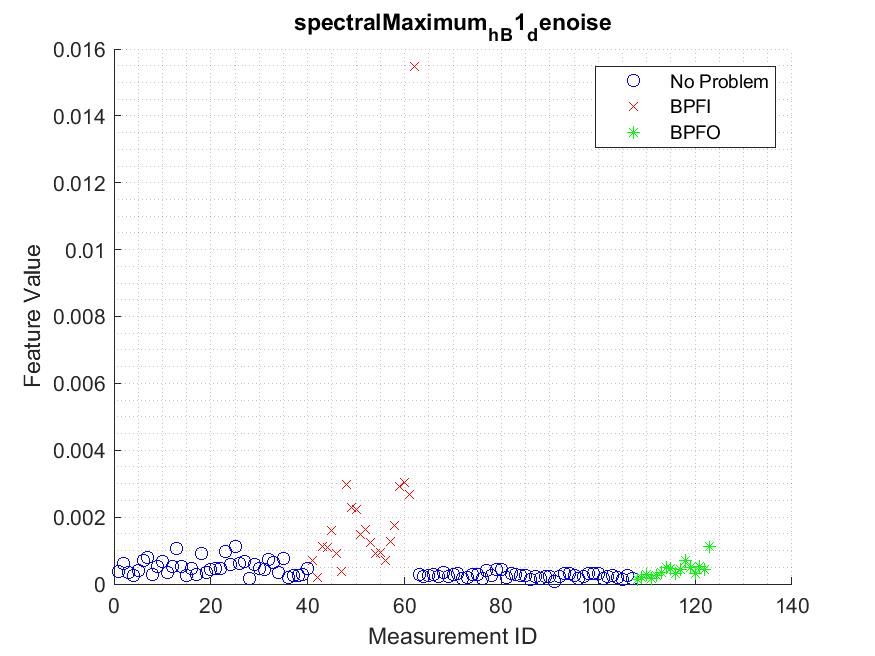 spectralMaximum_hB1_denoise
0.016
0.014
0.012
0.01
0.008
0.006
0.004
0.002
0
Feature Value
No Problem
BPFI
BPFO
0 20 40 60 80 100 120 140
Measurement ID